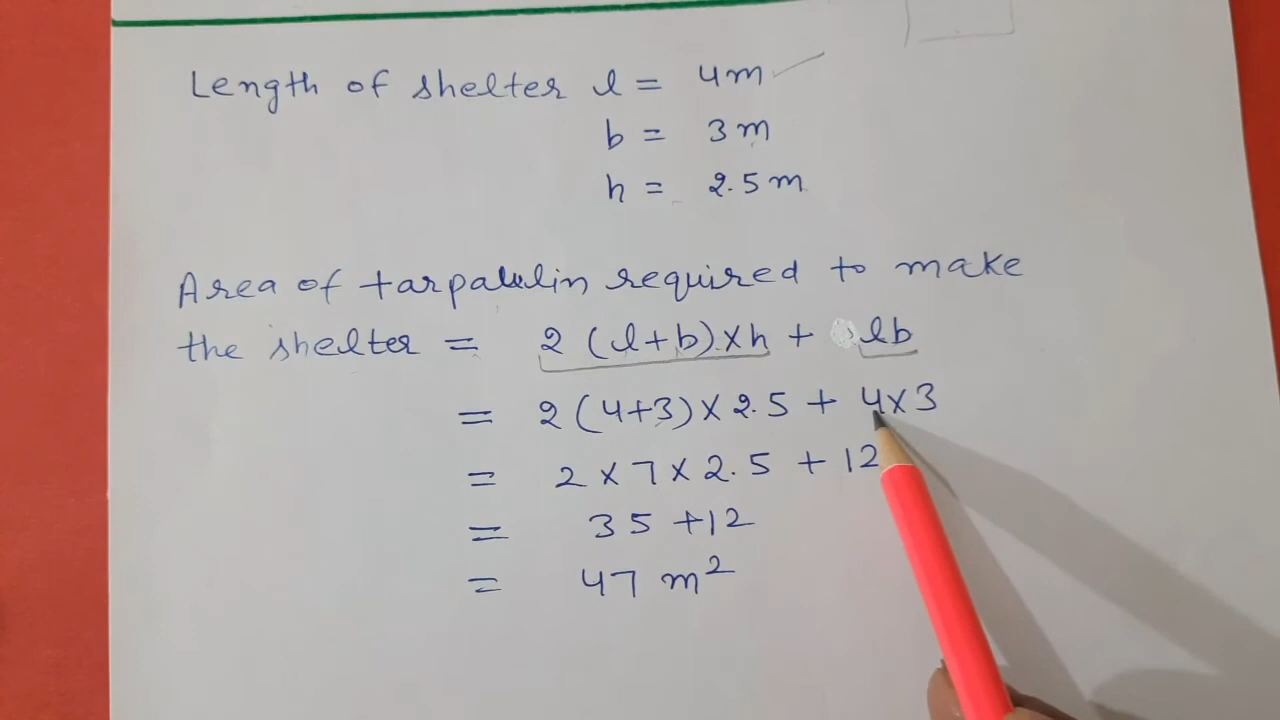 Length of shelter l = 4m
b = 3m
h = 2.5m
Area of tarpaulin required to make
the shelter = 2 (l+b)×h + lb
= 2 (4+3)×2.5 + 4×3
= 2×7×2.5 + 12
= 35 +12
= 47 m²